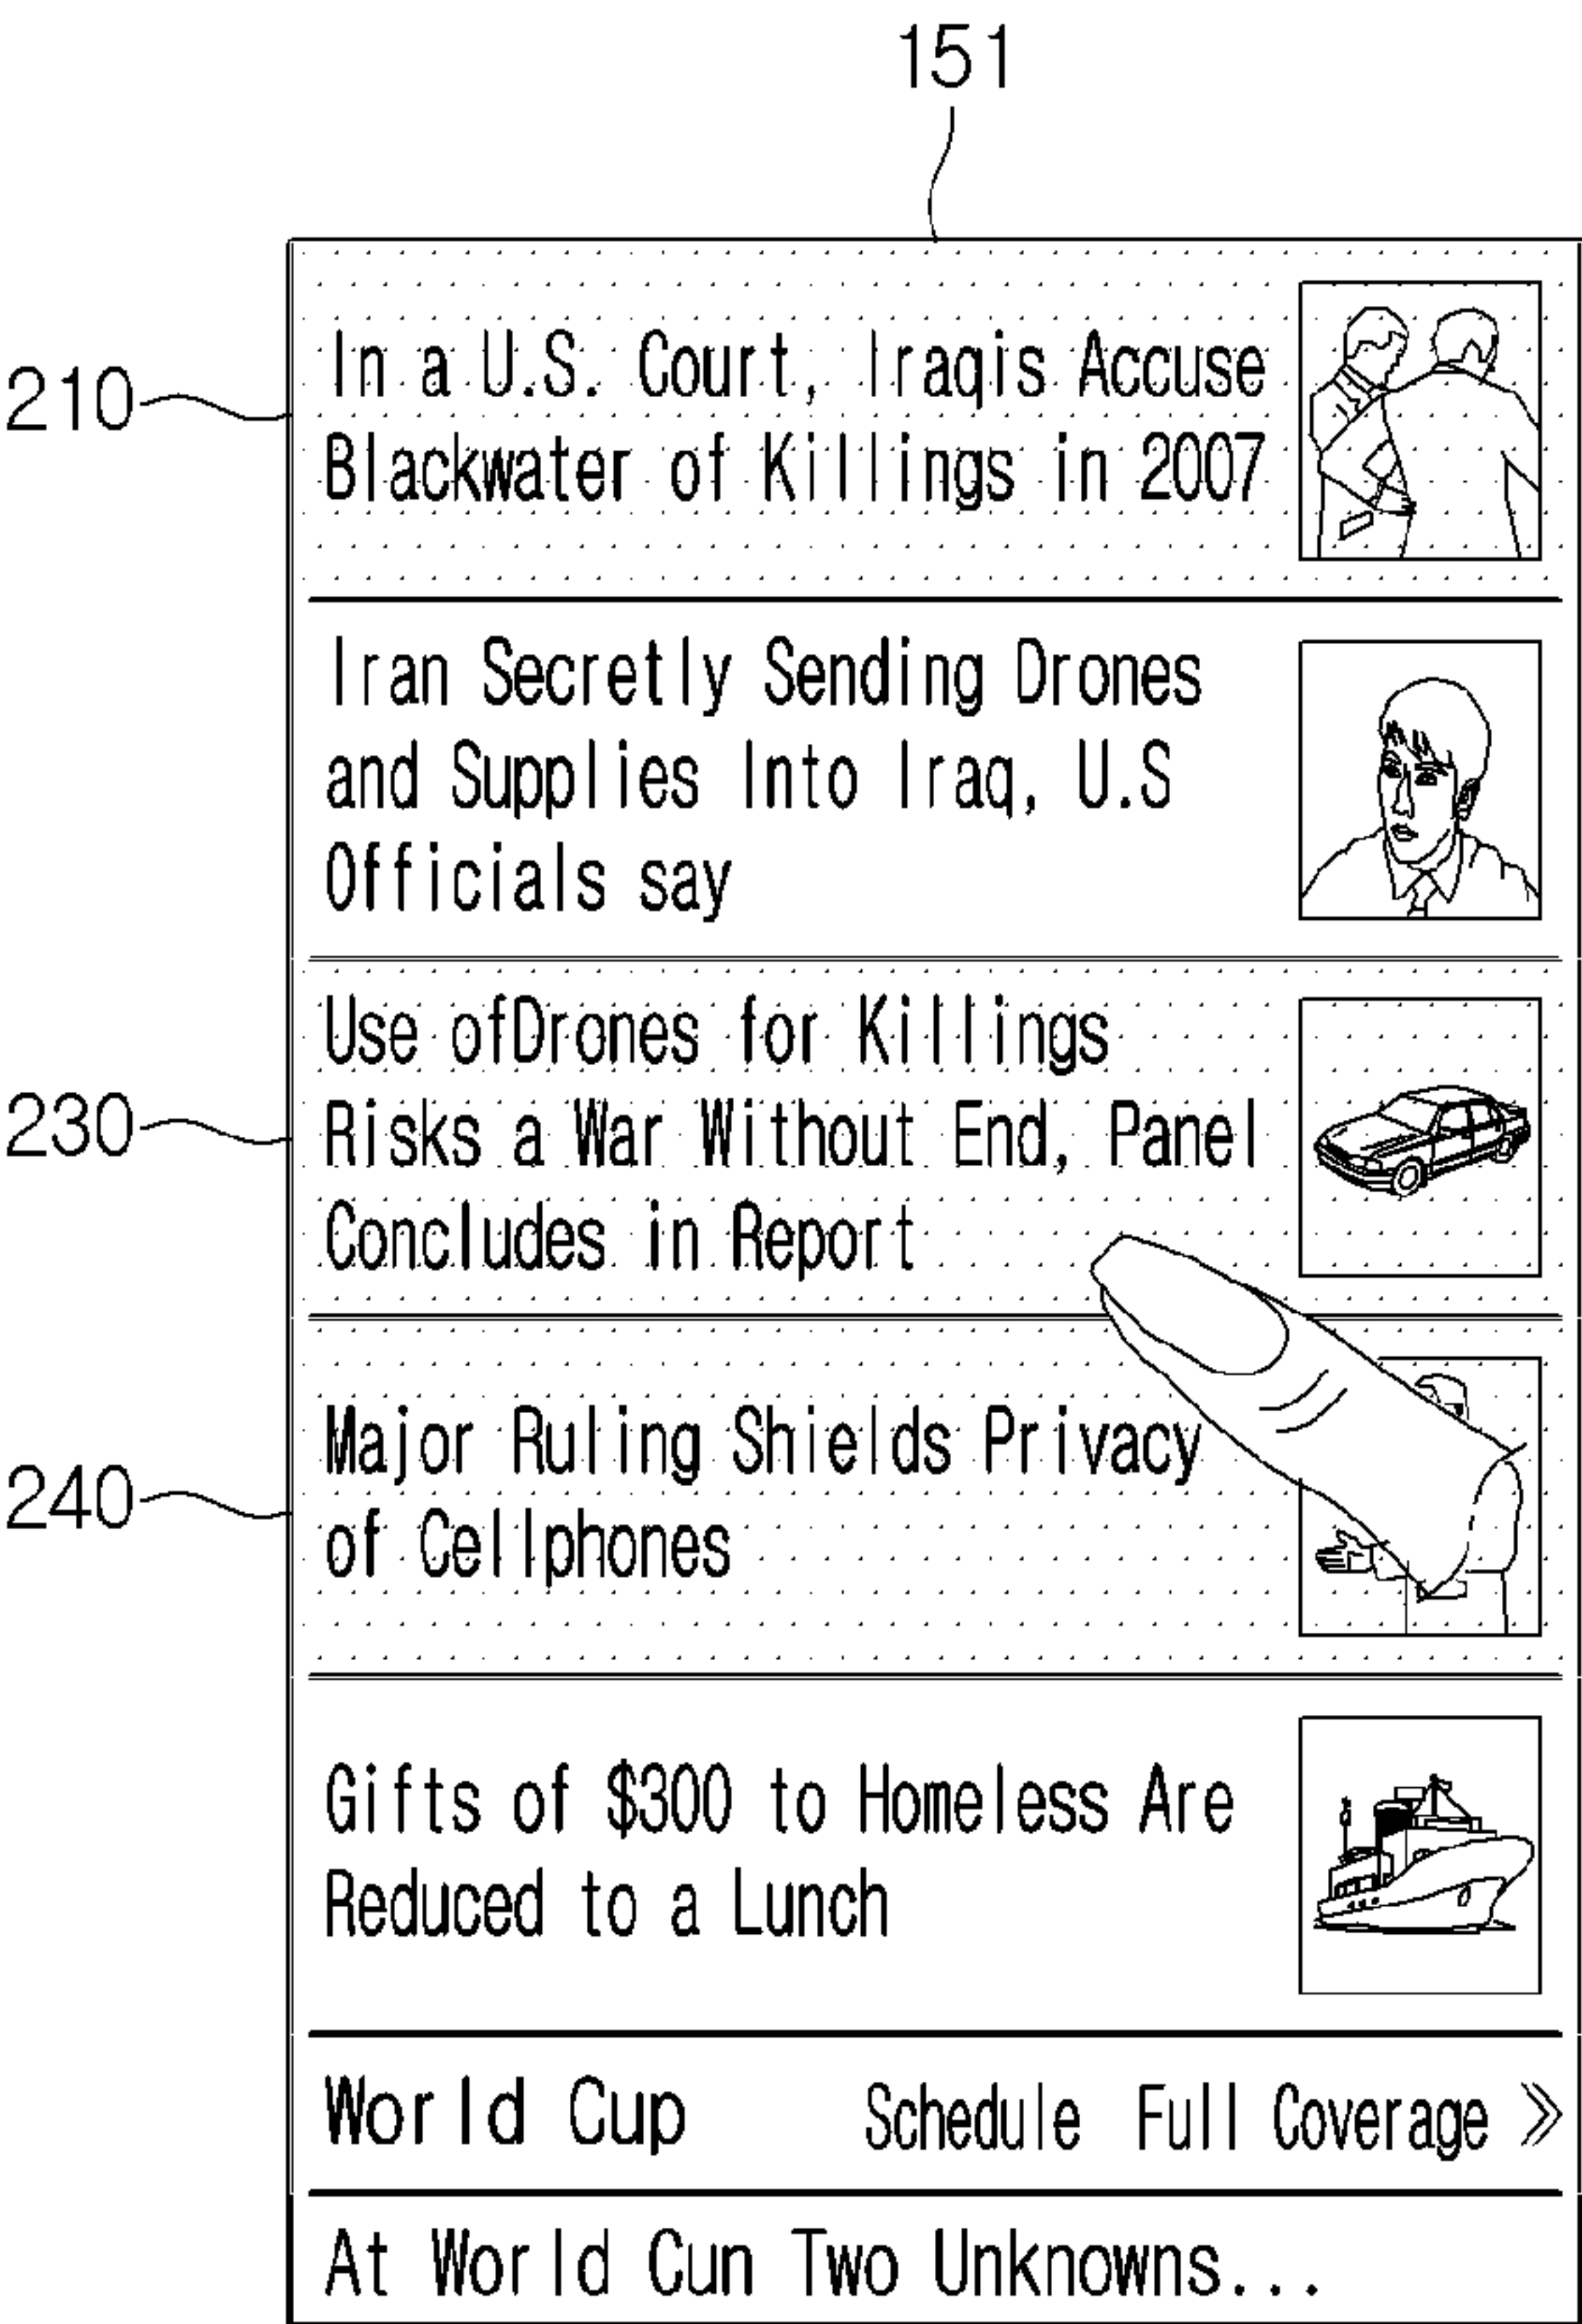 151
210
In a U.S. Court, Iraqis Accuse
Blackwater of Killings in 2007
Iran Secretly Sending Drones
and Supplies Into Iraq, U.S
Officials say
230
Use ofDrones for Killings
Risks a War Without End, Panel
Concludes in Report
240
Major Ruling Shields Privacy
of Cellphones
Gifts of $300 to Homeless Are
Reduced to a Lunch
World Cup Schedule Full Coverage »
At World Cun Two Unknowns...